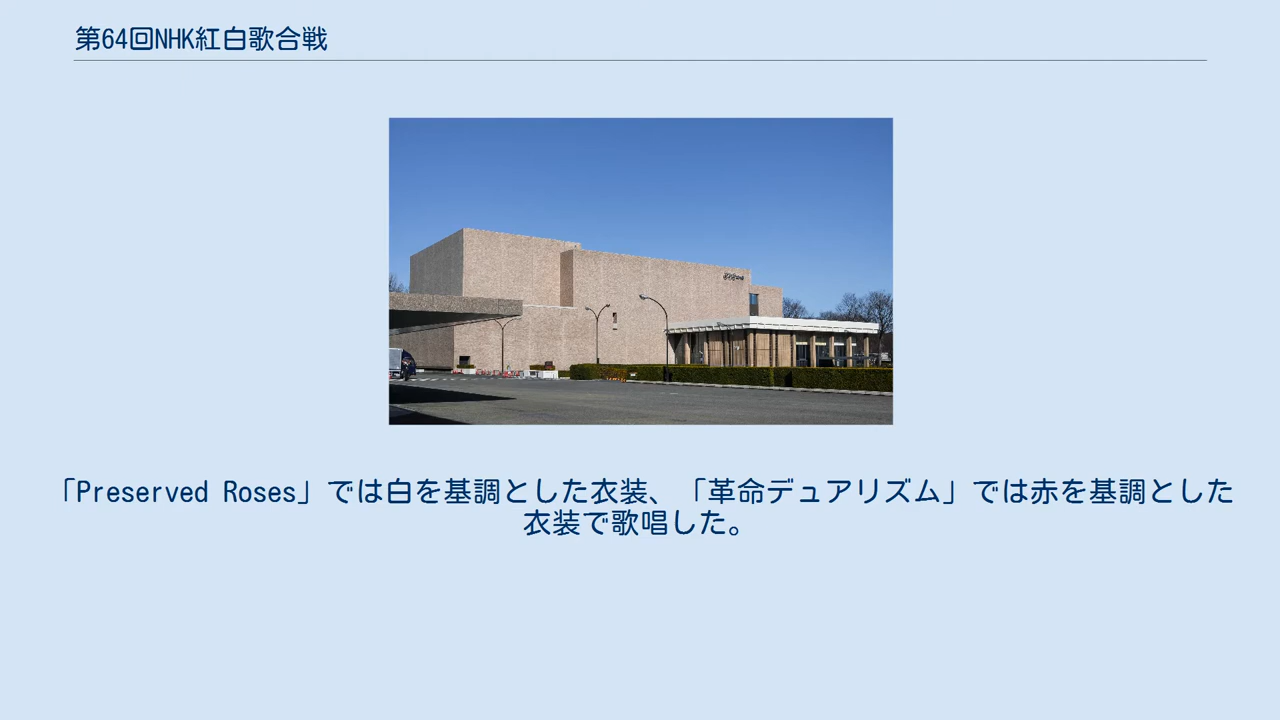 第64回NHK紅白歌合戦
「Preserved Roses」では白を基調とした衣装、「革命デュアリズム」では赤を基調とした
衣装で歌唱した。